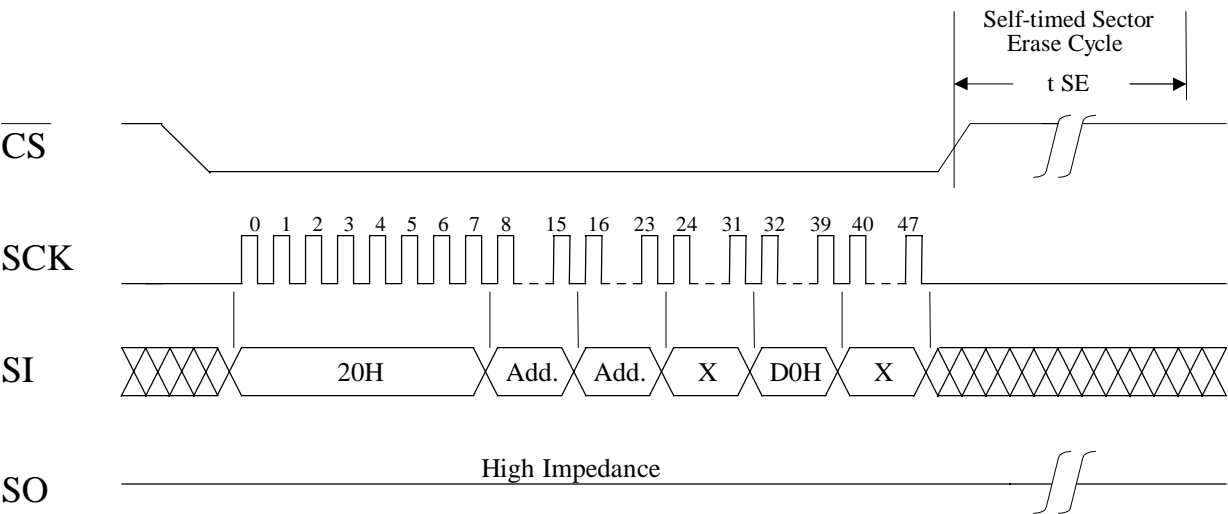 Self-timed Sector
Erase Cycle
t SE
CS
0 1 2 3 4 5 6 7 8 15 16 23 24 31 32 39 40 47
SCK
SI 20H Add. Add. X D0H X
High Impedance
SO